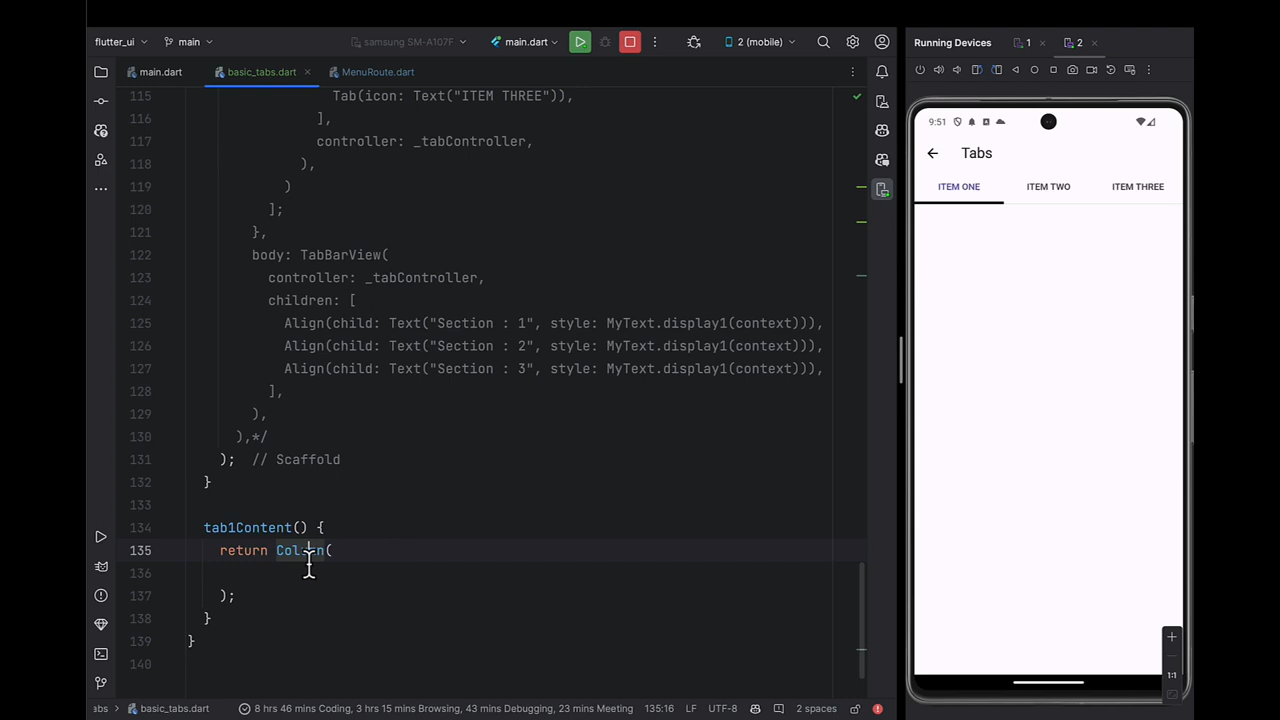 flutter_ui
main
samsung SM-A107F
main.dart
2 (mobile)
Running Devices
1
2
main.dart
basic_tabs.dart
MenuRoute.dart
115 Tab(icon: Text("ITEM THREE")),
116 ],
117 controller: _tabController,
118 ),
119 )
120 ];
121 },
122 body: TabBarView(
123 controller: _tabController,
124 children: [
125 Align(child: Text("Section : 1", style: MyText.display1(context))),
126 Align(child: Text("Section : 2", style: MyText.display1(context))),
127 Align(child: Text("Section : 3", style: MyText.display1(context))),
128 ],
129 ),
130 ),*/
131 ); // Scaffold
132 }
133
134 tab1Content() {
135 return Column(
136
137 );
138 }
139 }
140
9:51
Tabs
ITEM ONE ITEM TWO ITEM THREE
1:1
abs
basic_tabs.dart
8 hrs 46 mins Coding, 3 hrs 15 mins Browsing, 43 mins Debugging, 23 mins Meeting
135:16
LF
UTF-8
2 spaces